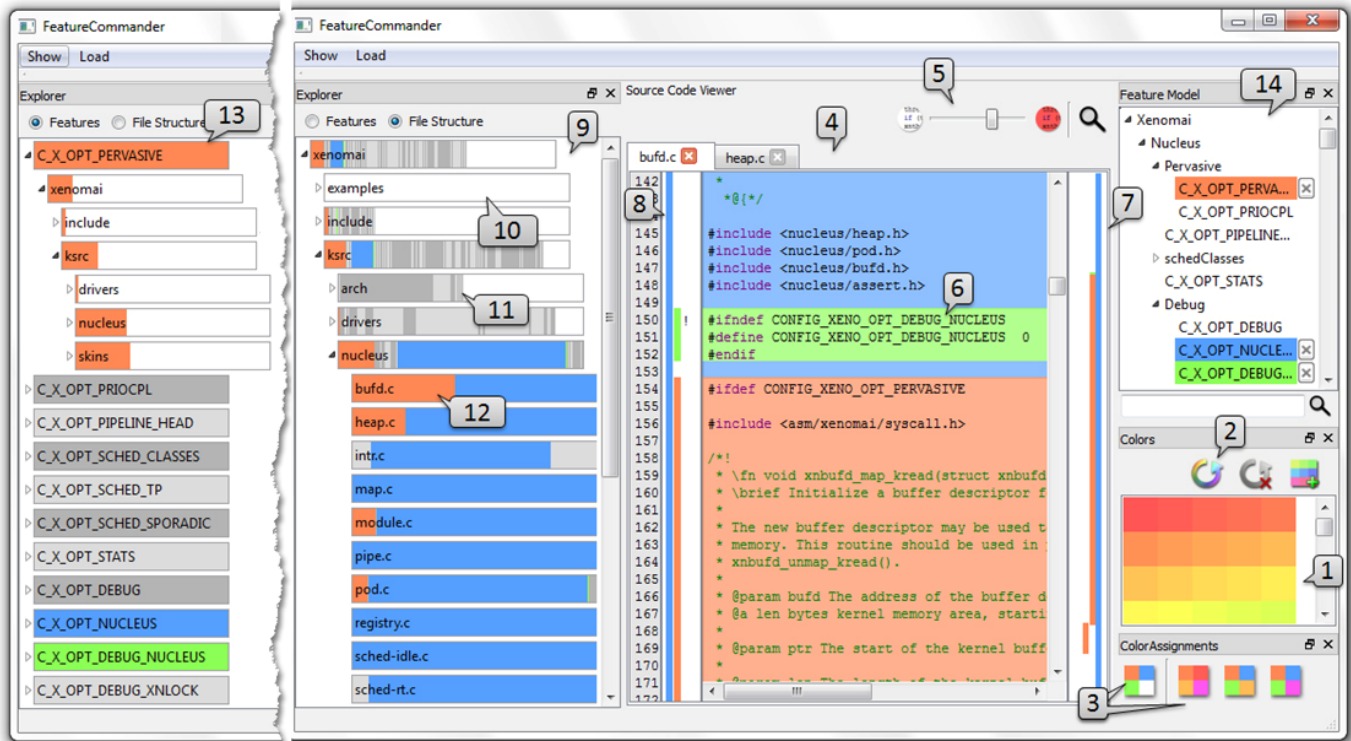 FeatureCommander
Show Load
Explorer
Features File Structure
13
C_X_OPT_PERVASIVE
xenomai
include
ksrc
drivers
nucleus
skins
C_X_OPT_PRIOCPL
C_X_OPT_PIPELINE_HEAD
C_X_OPT_SCHED_CLASSES
C_X_OPT_SCHED_TP
C_X_OPT_SCHED_SPORADIC
C_X_OPT_STATS
C_X_OPT_DEBUG
C_X_OPT_NUCLEUS
C_X_OPT_DEBUG_NUCLEUS
C_X_OPT_DEBUG_XNLOCK
FeatureCommander
Show Load
Explorer
Features File Structure
9
xenomai
examples
10
include
ksrc
arch
11
drivers
nucleus
bufd.c
12
heap.c
intr.c
map.c
module.c
pipe.c
pod.c
registry.c
sched-idle.c
sched-rt.c
Source Code Viewer
5
4
bufd.c heap.c
7
8
142 *
*@{*/
145 #include <nucleus/heap.h>
146 #include <nucleus/pod.h>
147 #include <nucleus/bufd.h>
148 #include <nucleus/assert.h>
149
6
150 ! #ifndef CONFIG_XENO_OPT_DEBUG_NUCLEUS
151 #define CONFIG_XENO_OPT_DEBUG_NUCLEUS 0
152 #endif
153
154 #ifdef CONFIG_XENO_OPT_PERVASIVE
155
156 #include <asm/xenomai/syscall.h>
157
158 /*!
159 * \fn void xnbufd_map_kread(struct xnbufd
160 * \brief Initialize a buffer descriptor f
161 *
162 * The new buffer descriptor may be used t
163 * memory. This routine should be used in
164 * xnbufd_unmap_kread().
165 *
166 * @param bufd The address of the buffer d
167 * @a len bytes kernel memory area, starti
168 *
169 * @param ptr The start of the kernel buff
170 *
171 * @param len The length of the kernel buf
172
Feature Model
14
Xenomai
Nucleus
Pervasive
C_X_OPT_PERVA...
C_X_OPT_PRIOCPL
C_X_OPT_PIPELINE...
schedClasses
C_X_OPT_STATS
Debug
C_X_OPT_DEBUG
C_X_OPT_NUCLE...
C_X_OPT_DEBUG...
Colors
2
1
ColorAssignments
3